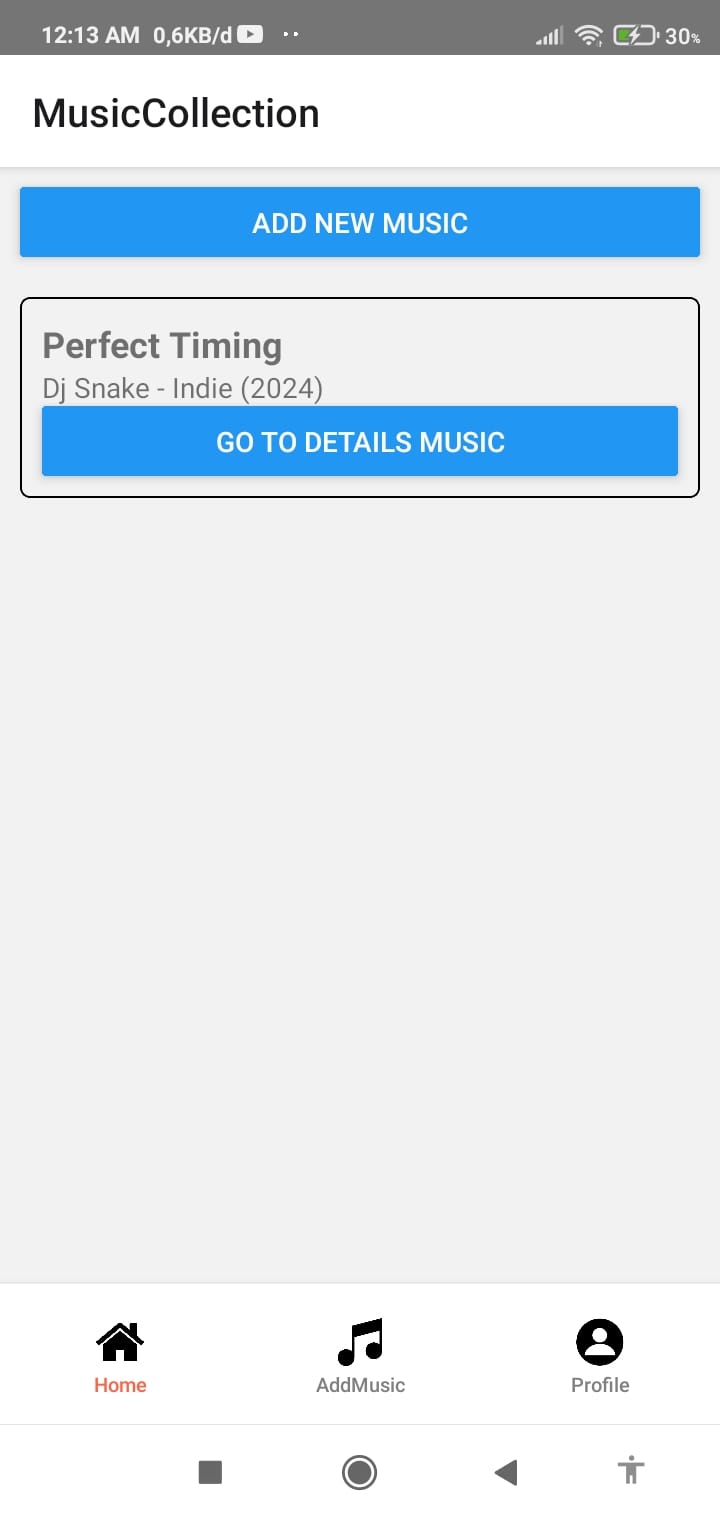 12:13 AM 0,6KB/d 30%
MusicCollection
ADD NEW MUSIC
Perfect Timing
Dj Snake - Indie (2024)
GO TO DETAILS MUSIC
Home AddMusic Profile